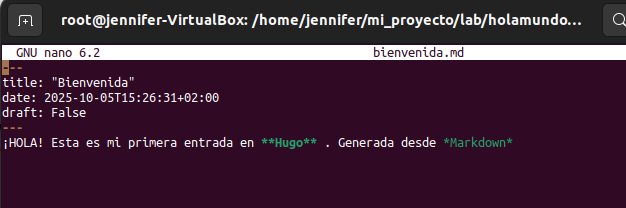 root@jennifer-VirtualBox: /home/jennifer/mi_proyecto/lab/holamundo...
GNU nano 6.2 bienvenida.md
---
title: "Bienvenida"
date: 2025-10-05T15:26:31+02:00
draft: False
---
¡HOLA! Esta es mi primera entrada en **Hugo** . Generada desde *Markdown*